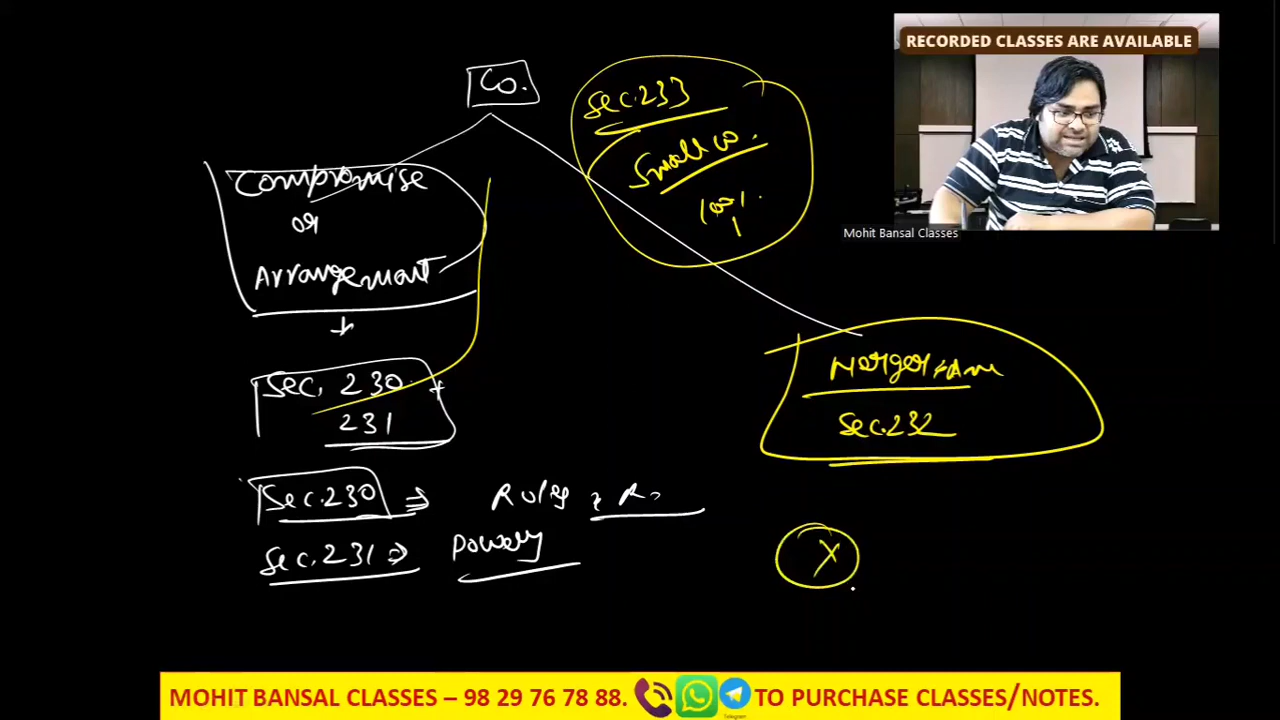 RECORDED CLASSES ARE AVAILABLE
Co.
Sec.233
Small co.
Compromise
or
Arrangement
Mohit Bansal Classes
Sec. 230 +
231
Merger
Sec.232
Sec.230 ⇒ Rules
Sec.231 ⇒ Powers
X
MOHIT BANSAL CLASSES – 98 29 76 78 88. TO PURCHASE CLASSES/NOTES.
Telegram